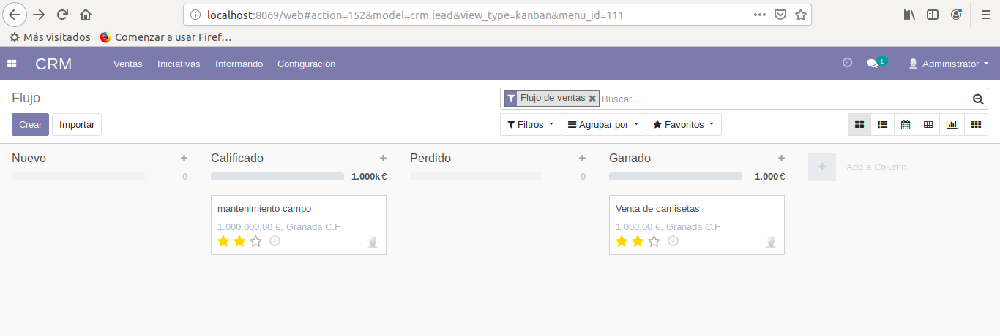 localhost:8069/web#action=152&model=crm.lead&view_type=kanban&menu_id=111
Más visitados Comenzar a usar Firef…
CRM Ventas Iniciativas Informando Configuración 1 Administrator
Flujo Flujo de ventas Buscar...
Crear Importar Filtros Agrupar por Favoritos
Nuevo Calificado Perdido Ganado Add a Column
0 1.000k € 0 1.000 €
mantenimiento campo
1.000.000,00 €, Granada C.F
Venta de camisetas
1.000,00 €, Granada C.F